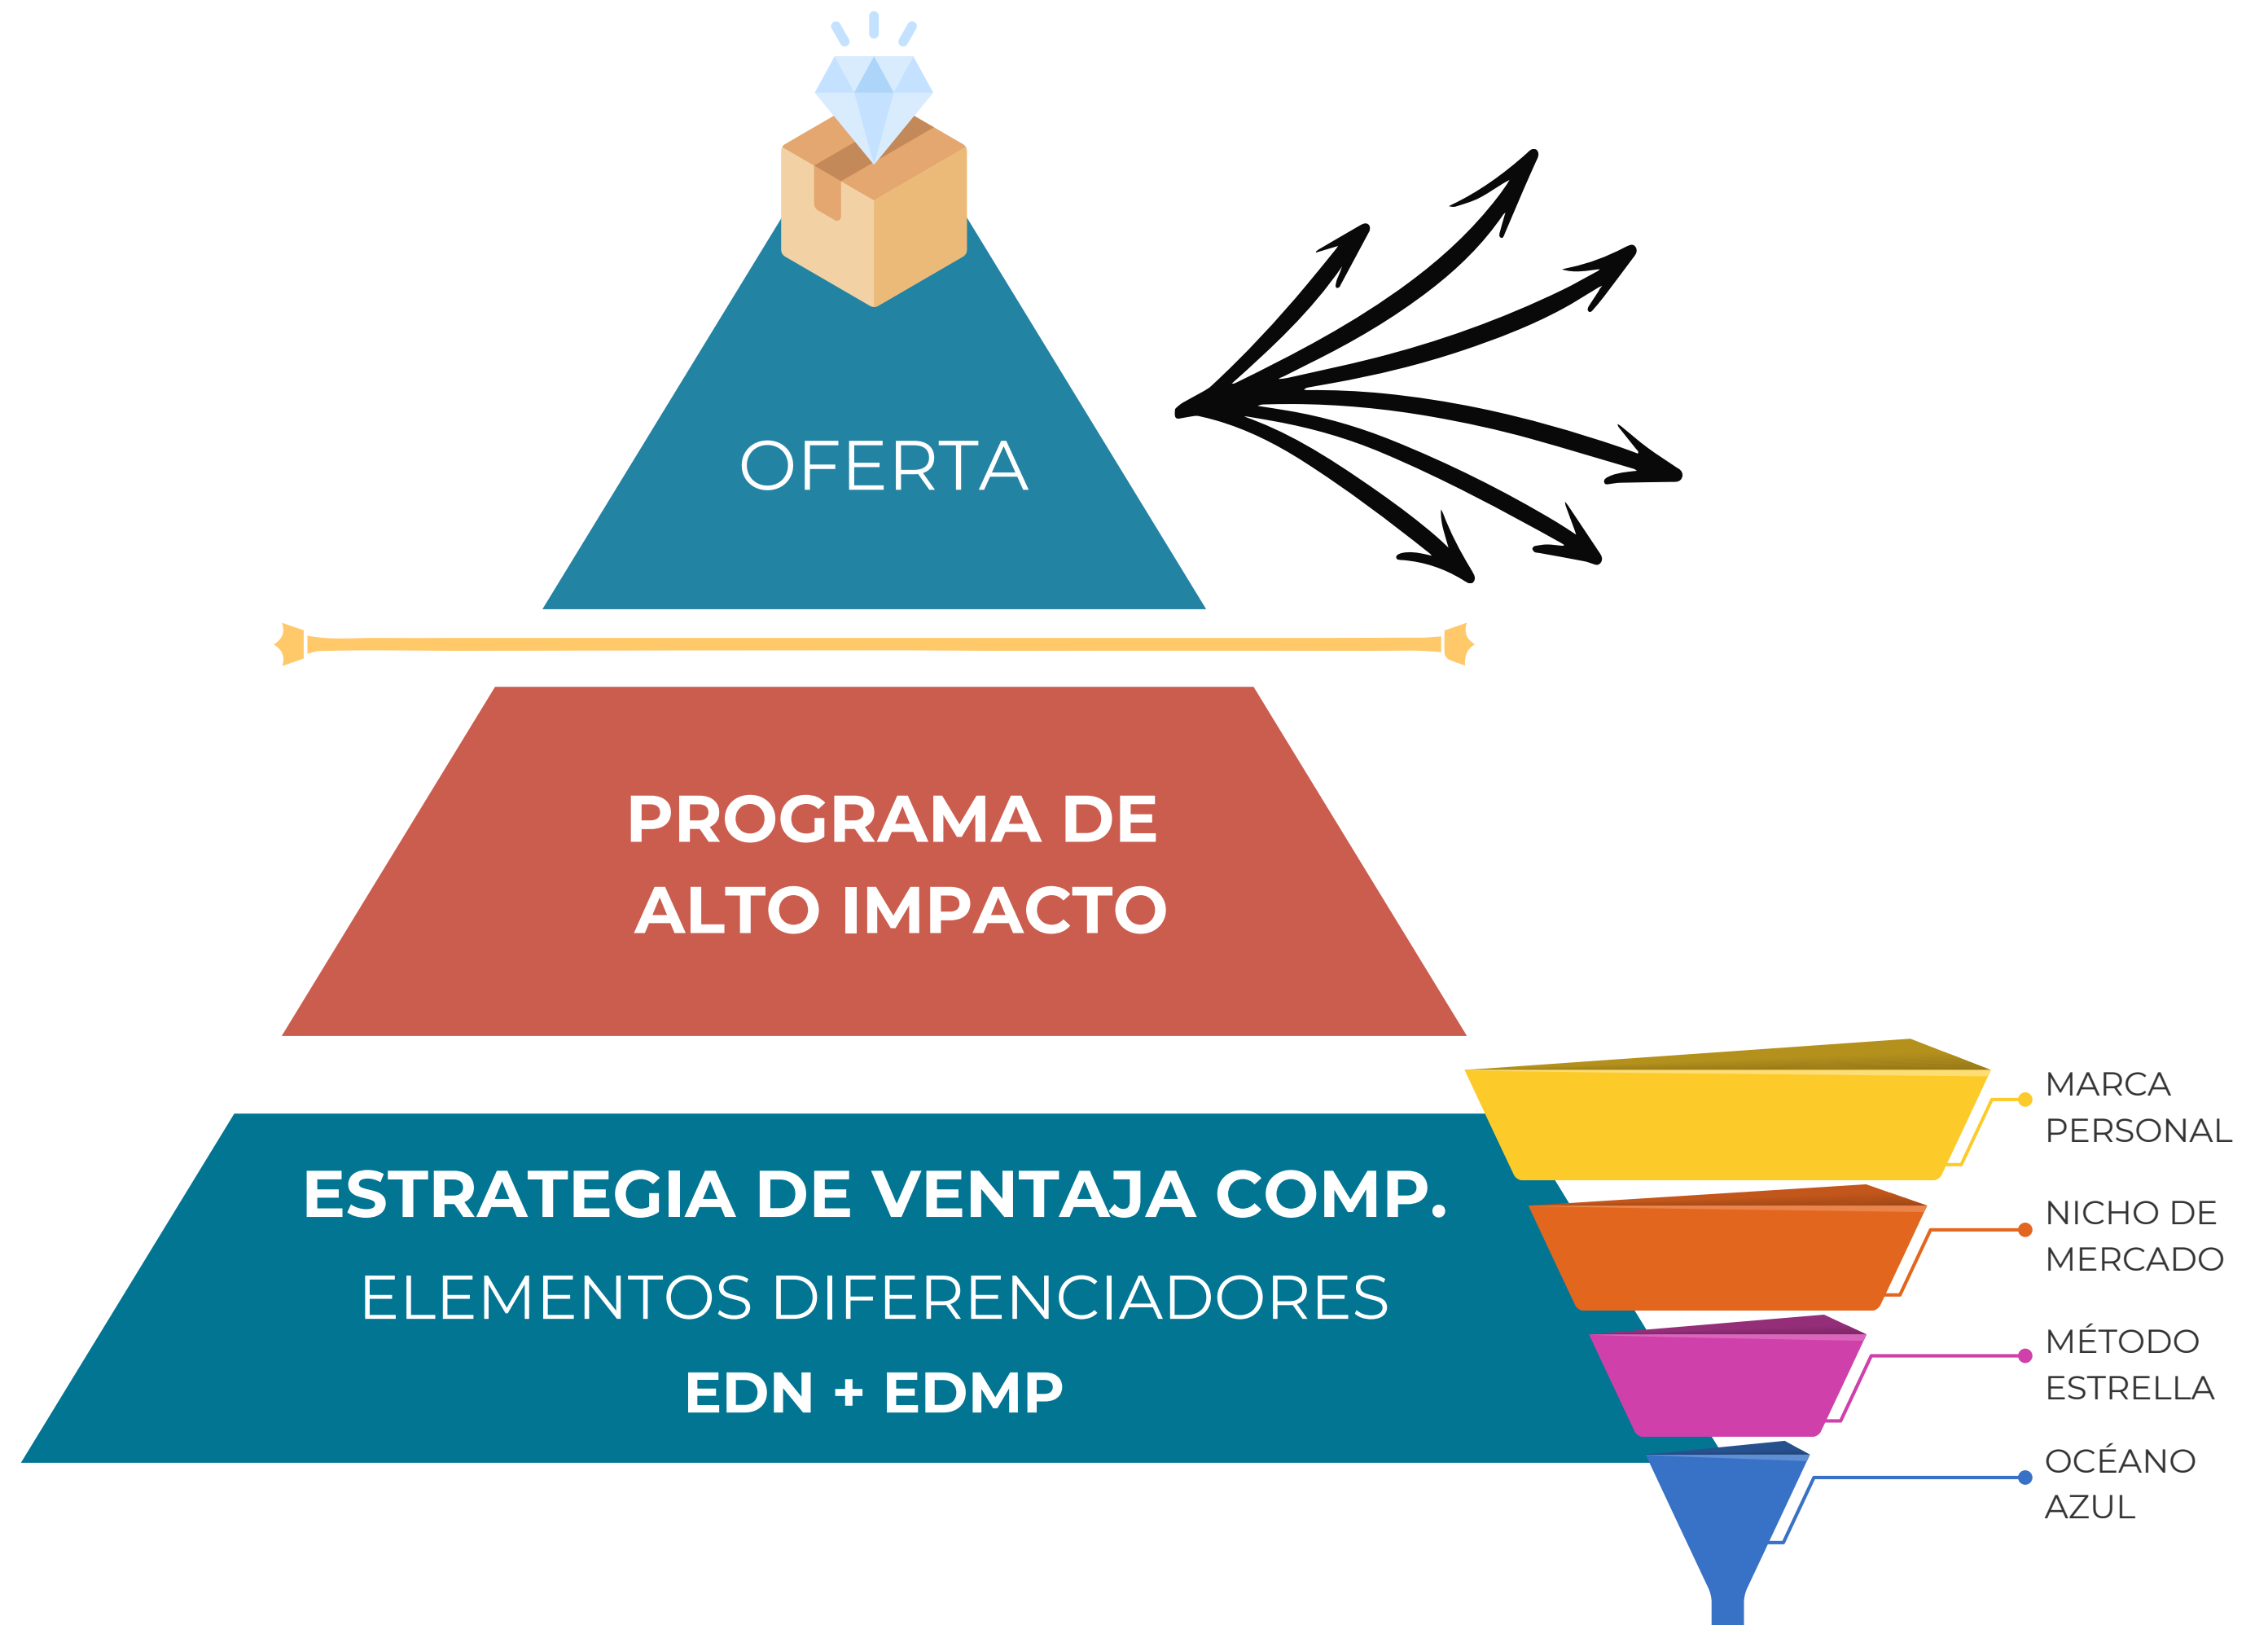 OFERTA
PROGRAMA DE
ALTO IMPACTO
ESTRATEGIA DE VENTAJA COMP.
ELEMENTOS DIFERENCIADORES
EDN + EDMP
MARCA
PERSONAL
NICHO DE
MERCADO
MÉTODO
ESTRELLA
OCÉANO
AZUL